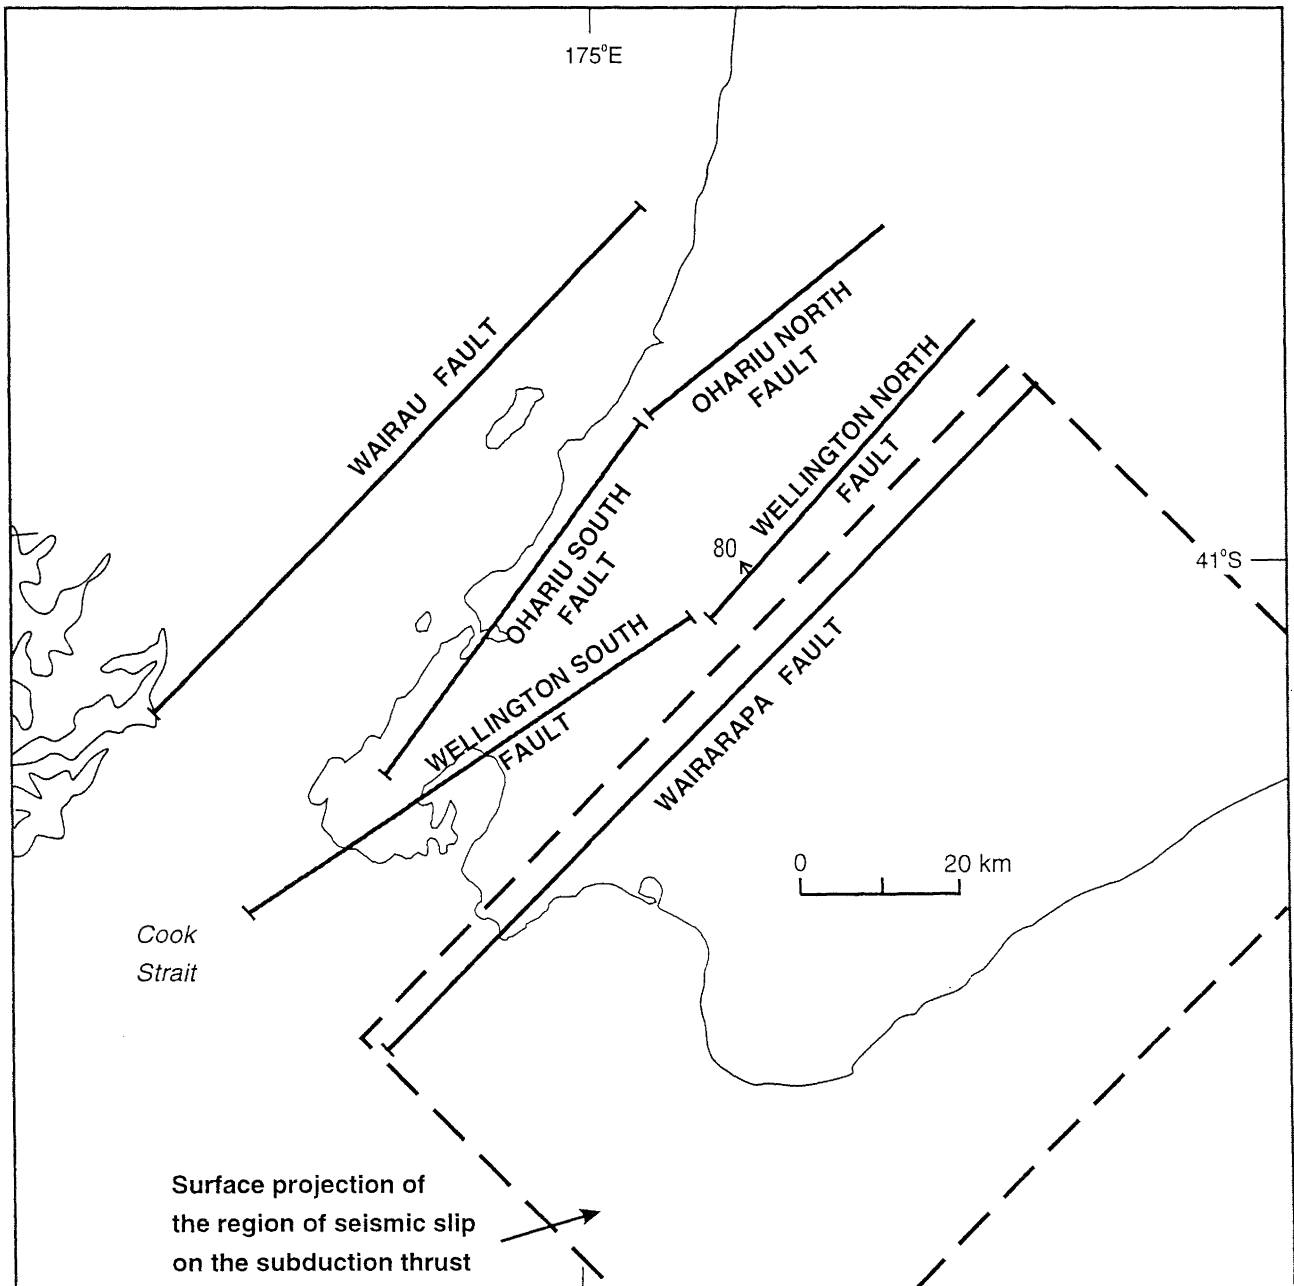 175°E
WAIRAU FAULT
OHARIU NORTH
FAULT
WELLINGTON NORTH
FAULT
OHARIU SOUTH
FAULT
80
41°S
WELLINGTON SOUTH
FAULT
WAIRARAPA FAULT
0 20 km
Cook
Strait
Surface projection of
the region of seismic slip
on the subduction thrust